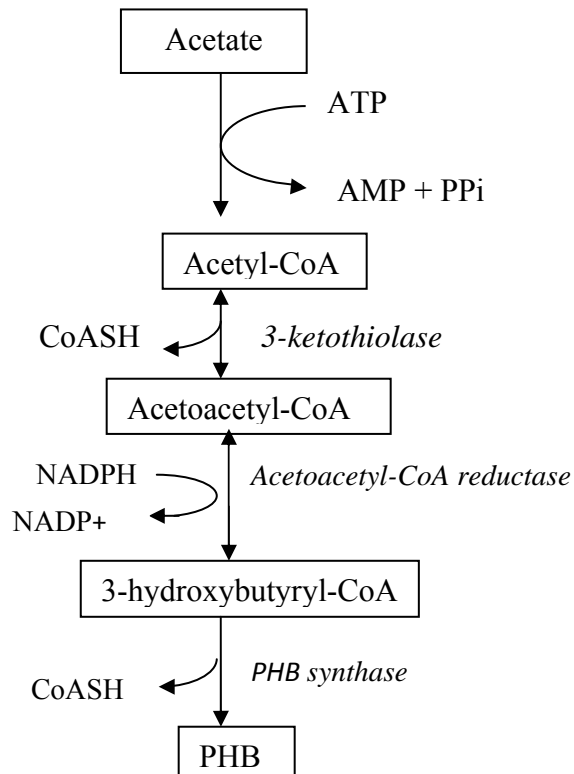 Acetate
ATP
AMP + PPi
Acetyl-CoA
CoASH
3-ketothiolase
Acetoacetyl-CoA
NADPH
Acetoacetyl-CoA reductase
NADP+
3-hydroxybutyryl-CoA
CoASH
PHB synthase
PHB